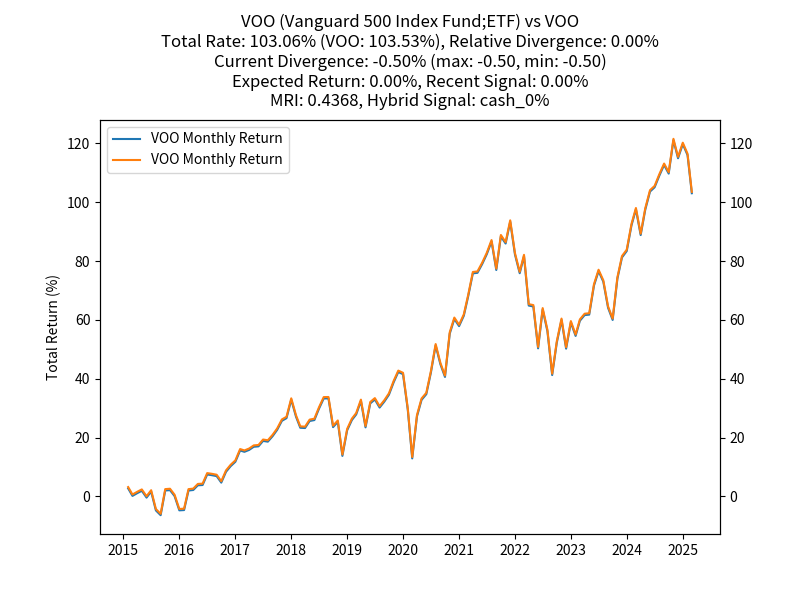 VOO (Vanguard 500 Index Fund;ETF) vs VOO
Total Rate: 103.06% (VOO: 103.53%), Relative Divergence: 0.00%
Current Divergence: -0.50% (max: -0.50, min: -0.50)
Expected Return: 0.00%, Recent Signal: 0.00%
MRI: 0.4368, Hybrid Signal: cash_0%
VOO Monthly Return
VOO Monthly Return
Total Return (%)
120
100
80
60
40
20
0
120
100
80
60
40
20
0
2015 2016 2017 2018 2019 2020 2021 2022 2023 2024 2025